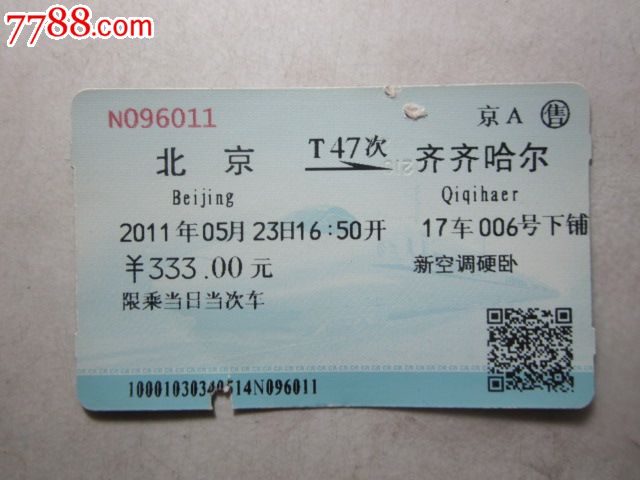 7788.com
N096011
京A 售
北京 T47次 齐齐哈尔
Beijing Qiqihaer
2011年05月23日16:50开 17车006号下铺
￥333.00元 新空调硬卧
限乘当日当次车